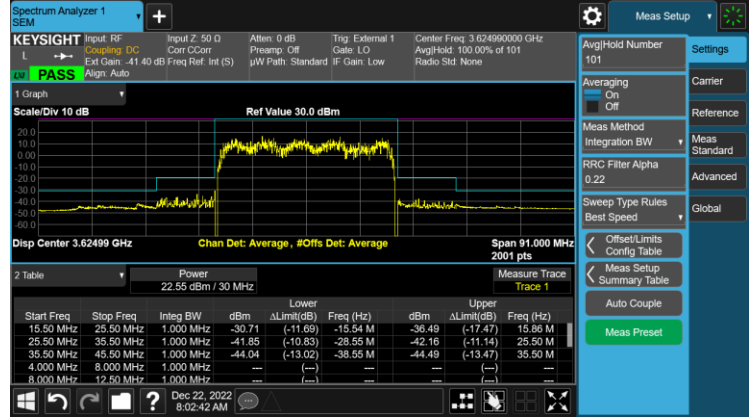 Spectrum Analyzer 1
SEM
+
Meas Setup
KEYSIGHT
L
LXI PASS
Input: RF
Coupling: DC
Ext Gain: -41.40 dB
Align: Auto
Input Z: 50 Ω
Corr CCorr
Freq Ref: Int (S)
Atten: 0 dB
Preamp: Off
µW Path: Standard
Trig: External 1
Gate: LO
IF Gain: Low
Center Freq: 3.624990000 GHz
Avg|Hold: 100.00% of 101
Radio Std: None
1 Graph
Scale/Div 10 dB
Ref Value 30.0 dBm
20.0
10.0
0.00
-10.0
-20.0
-30.0
-40.0
-50.0
-60.0
Disp Center 3.62499 GHz
Chan Det: Average, #Offs Det: Average
Span 91.000 MHz
2001 pts
2 Table
Power
22.55 dBm / 30 MHz
Measure Trace
Trace 1
Lower Upper
Start Freq Stop Freq Integ BW dBm ΔLimit(dB) Freq (Hz) dBm ΔLimit(dB) Freq (Hz)
15.50 MHz 25.50 MHz 1.000 MHz -30.71 (-11.69) -15.54 M -36.49 (-17.47) 15.86 M
25.50 MHz 35.50 MHz 1.000 MHz -41.85 (-10.83) -28.55 M -42.16 (-11.14) 25.50 M
35.50 MHz 45.50 MHz 1.000 MHz -44.04 (-13.02) -38.55 M -44.49 (-13.47) 35.50 M
4.000 MHz 8.000 MHz 1.000 MHz --- (---) --- --- (---) ---
8.000 MHz 12.50 MHz 1.000 MHz --- (---) --- --- (---) ---
?
Dec 22, 2022
8:02:42 AM
Avg|Hold Number
101
Averaging
On
Off
Meas Method
Integration BW
RRC Filter Alpha
0.22
Sweep Type Rules
Best Speed
Offset/Limits
Config Table
Meas Setup
Summary Table
Auto Couple
Meas Preset
Settings
Carrier
Reference
Meas
Standard
Advanced
Global